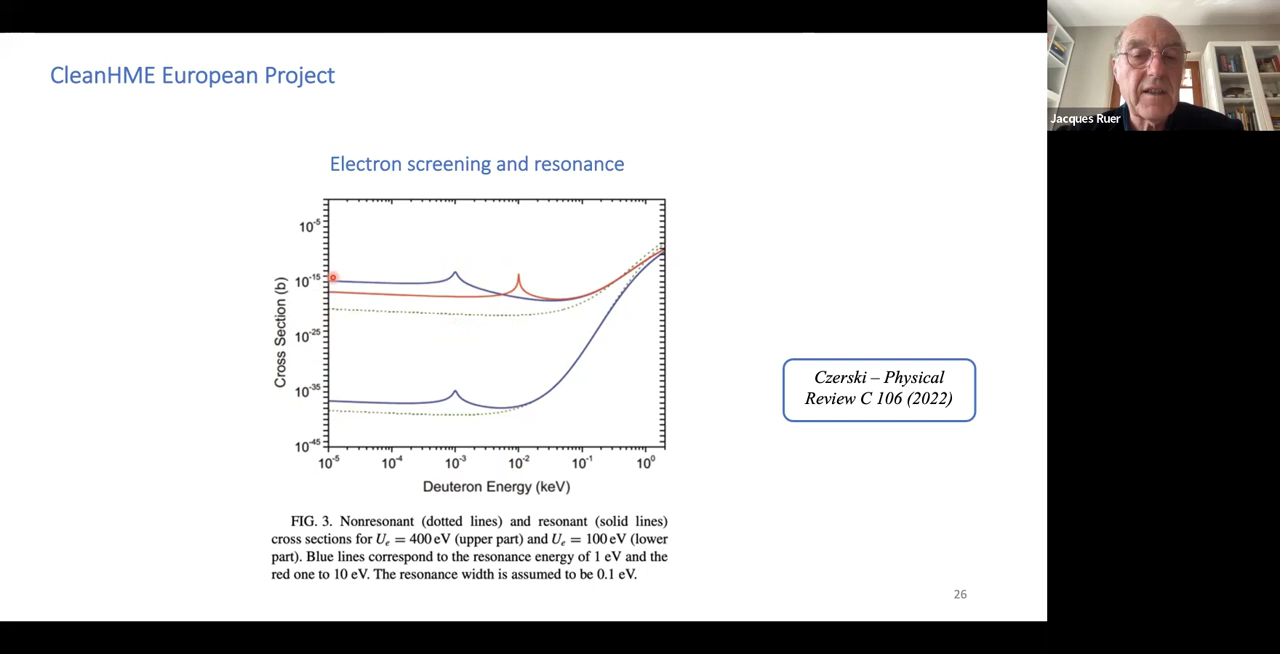 CleanHME European Project
Jacques Ruer
Electron screening and resonance
10⁻⁵
10⁻¹⁵
10⁻²⁵
10⁻³⁵
10⁻⁴⁵
Cross Section (b)
10⁻⁵ 10⁻⁴ 10⁻³ 10⁻² 10⁻¹ 10⁰
Deuteron Energy (keV)
Czerski – Physical
Review C 106 (2022)
FIG. 3. Nonresonant (dotted lines) and resonant (solid lines)
cross sections for Uₑ = 400 eV (upper part) and Uₑ = 100 eV (lower
part). Blue lines correspond to the resonance energy of 1 eV and the
red one to 10 eV. The resonance width is assumed to be 0.1 eV.
26